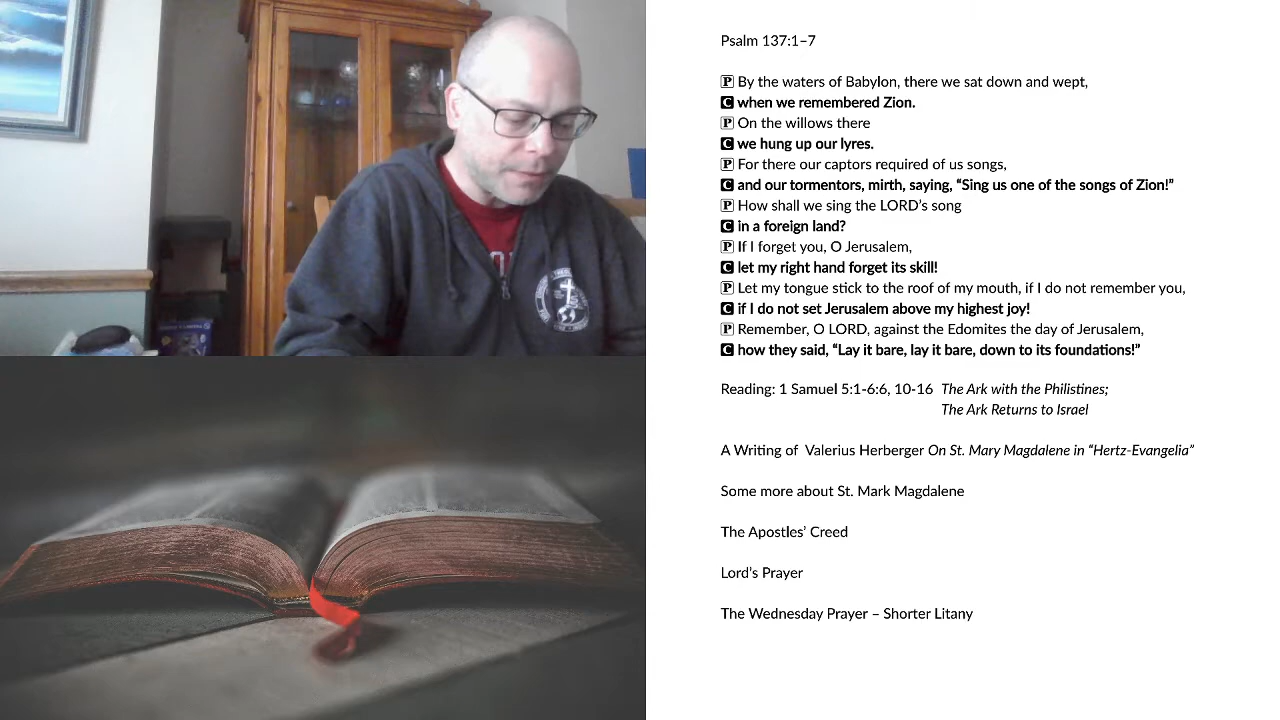 Psalm 137:1–7
P By the waters of Babylon, there we sat down and wept,
C when we remembered Zion.
P On the willows there
C we hung up our lyres.
P For there our captors required of us songs,
C and our tormentors, mirth, saying, “Sing us one of the songs of Zion!”
P How shall we sing the LORD’s song
C in a foreign land?
P If I forget you, O Jerusalem,
C let my right hand forget its skill!
P Let my tongue stick to the roof of my mouth, if I do not remember you,
C if I do not set Jerusalem above my highest joy!
P Remember, O LORD, against the Edomites the day of Jerusalem,
C how they said, “Lay it bare, lay it bare, down to its foundations!”
Reading: 1 Samuel 5:1-6:6, 10-16 The Ark with the Philistines;
The Ark Returns to Israel
A Writing of Valerius Herberger On St. Mary Magdalene in “Hertz-Evangelia”
Some more about St. Mark Magdalene
The Apostles’ Creed
Lord’s Prayer
The Wednesday Prayer – Shorter Litany